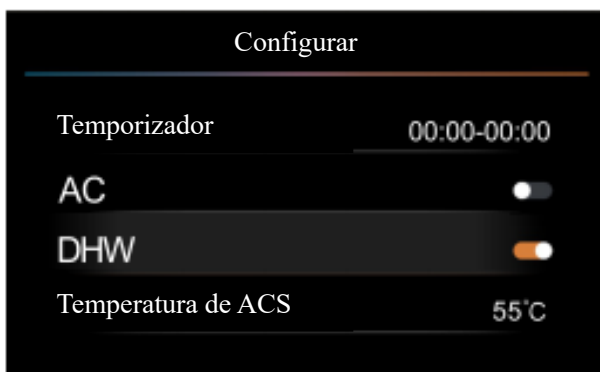 Configurar
Temporizador 00:00-00:00
AC
DHW
Temperatura de ACS 55°C